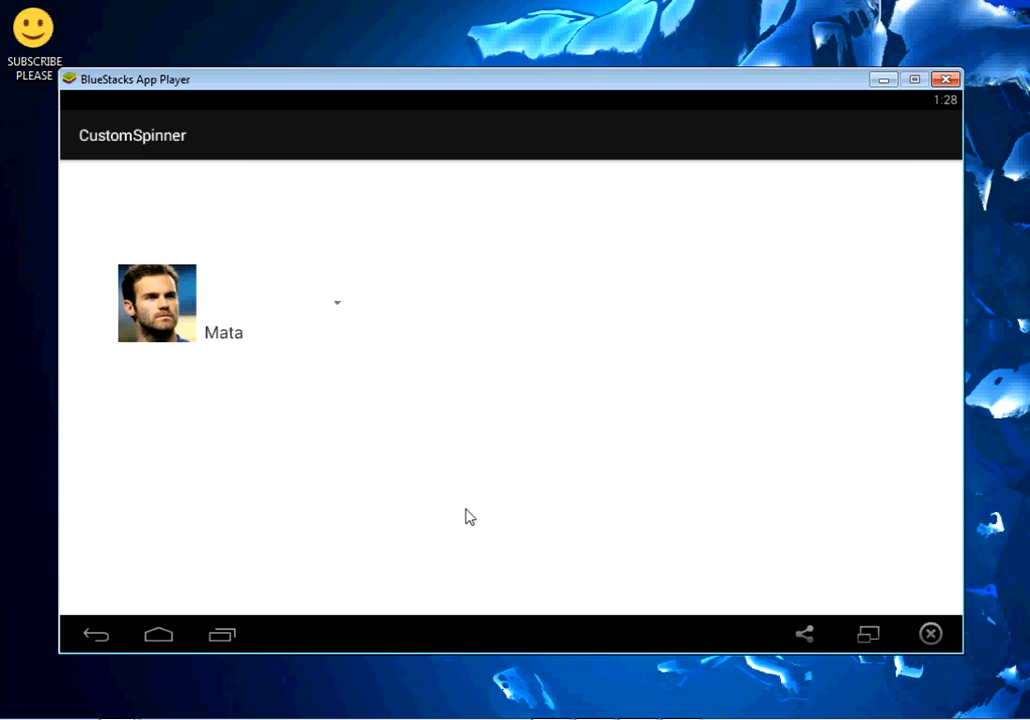 SUBSCRIBE
PLEASE
BlueStacks App Player
1:28
CustomSpinner
Mata